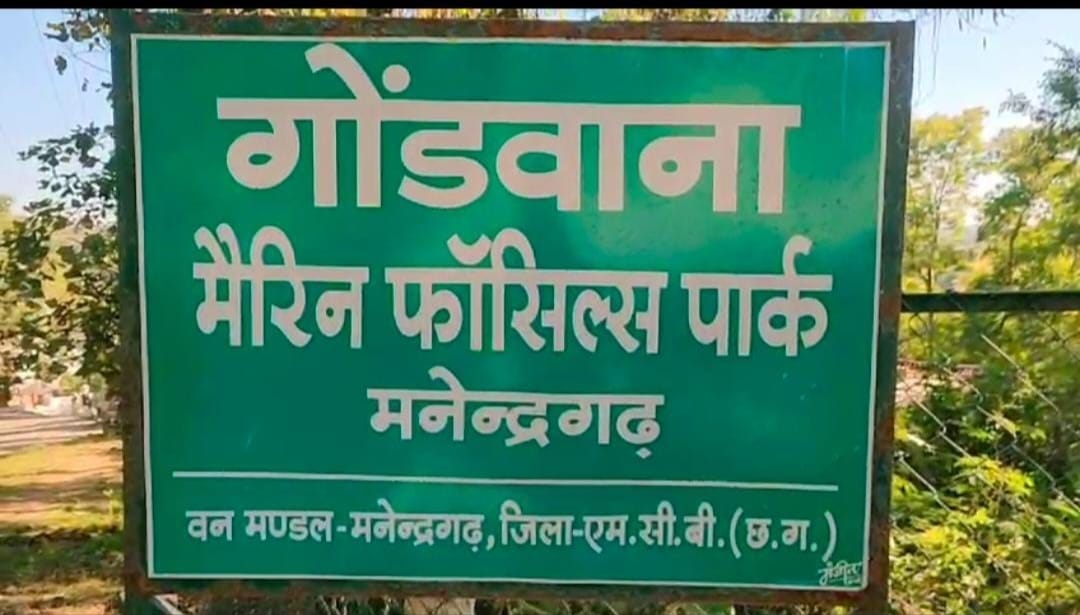 गोंडवाना
मैरिन फॉसिल्स पार्क
मनेन्द्रगढ़
वन मण्डल-मनेन्द्रगढ़, जिला-एम.सी.बी.(छ.ग.)